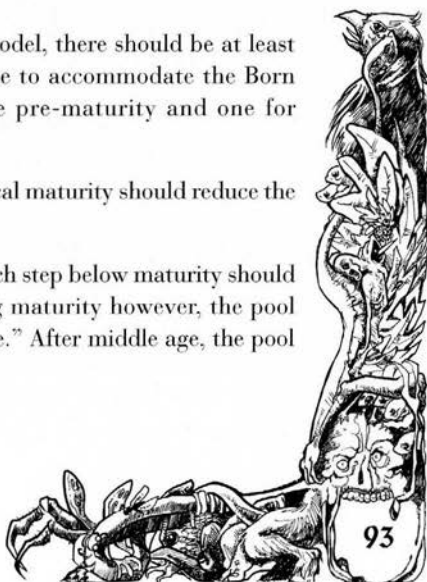 odel, there should be at least
e to accommodate the Born
e pre-maturity and one for
cal maturity should reduce the
ch step below maturity should
g maturity however, the pool
e.” After middle age, the pool
93